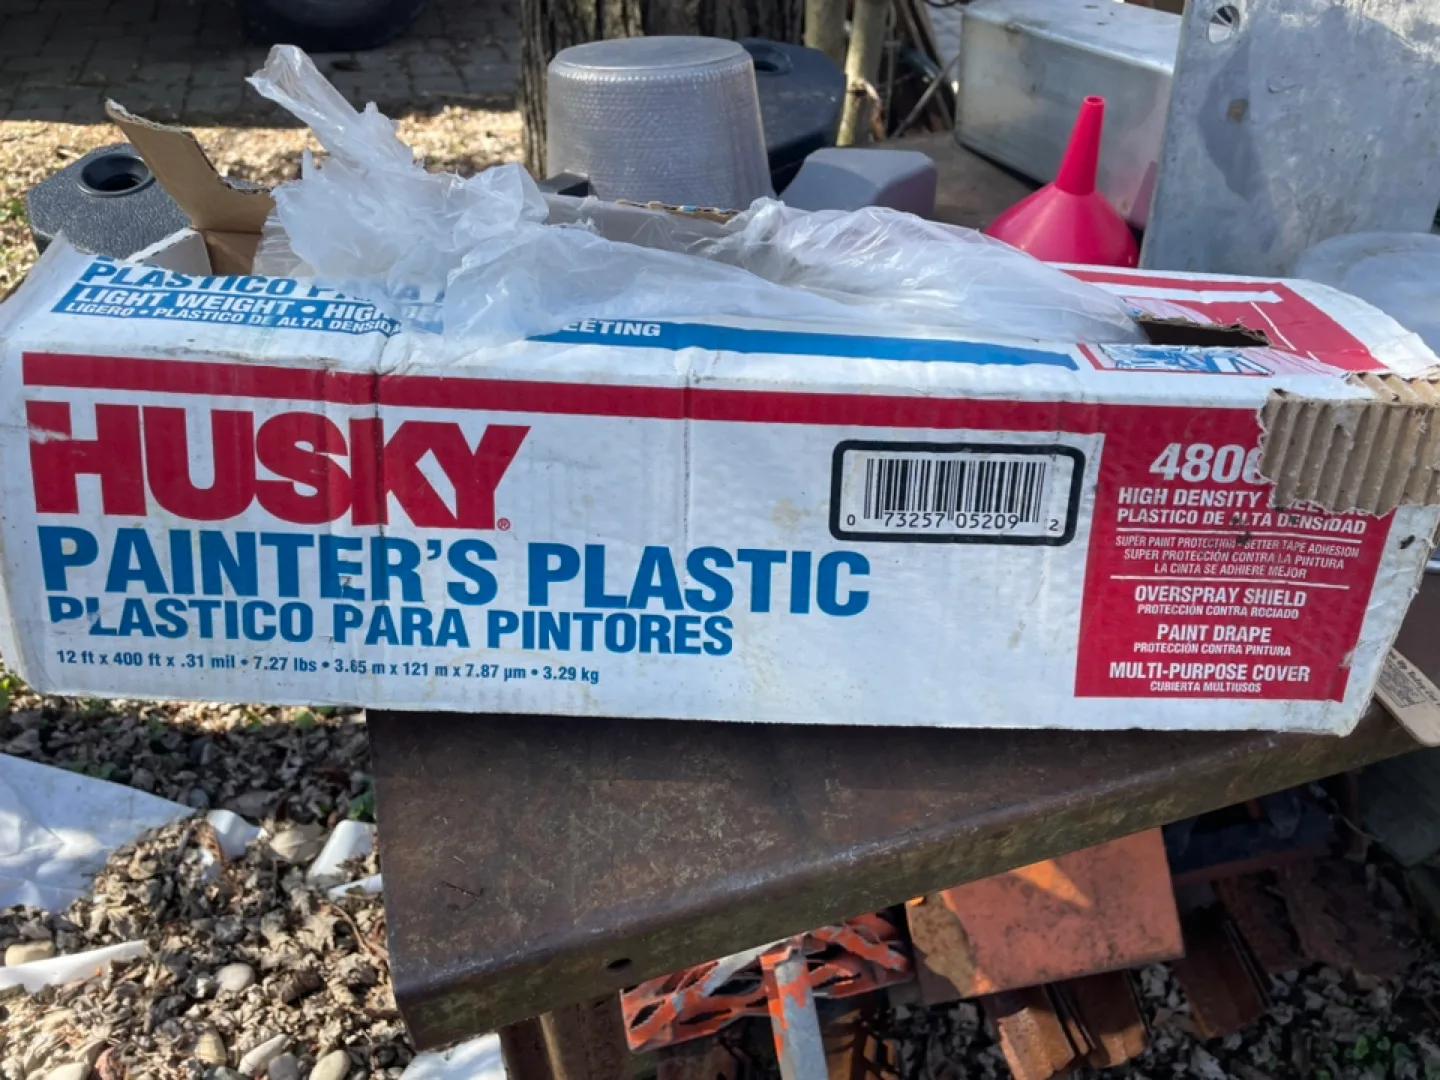 PLASTICO
LIGHT WEIGHT • HIGH
LIGERO • PLASTICO DE ALTA
HUSKY®
PAINTER'S PLASTIC
PLASTICO PARA PINTORES
12 ft x 400 ft x .31 mil • 7.27 lbs • 3.65 m x 121 m x 7.87 µm • 3.29 kg
0 73257 05209 2
HIGH DENSITY
PLASTICO DE ALTA DENSIDAD
SUPER PAINT PROTECTION • BETTER TAPE ADHESION
SUPER PROTECCIÓN CONTRA LA PINTURA
LA CINTA SE ADHIERE MEJOR
OVERSPRAY SHIELD
PROTECCIÓN CONTRA ROCIADO
PAINT DRAPE
PROTECCIÓN CONTRA PINTURA
MULTI-PURPOSE COVER
CUBIERTA MULTIUSOS